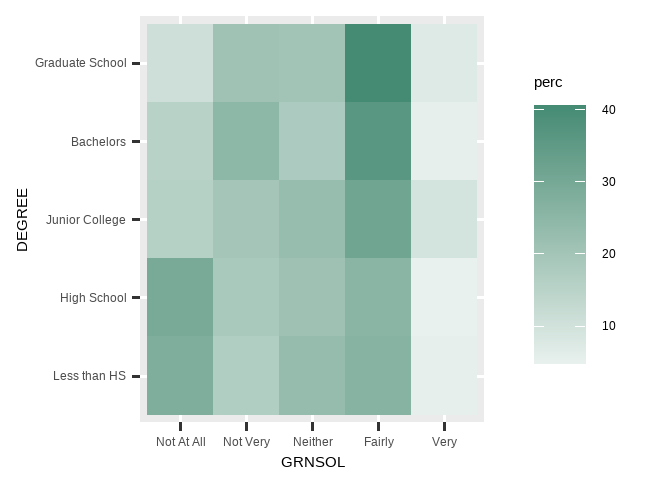 Graduate School
Bachelors
Junior College
High School
Less than HS
DEGREE
Not At All
Not Very
Neither
Fairly
Very
GRNSOL
perc
40
30
20
10